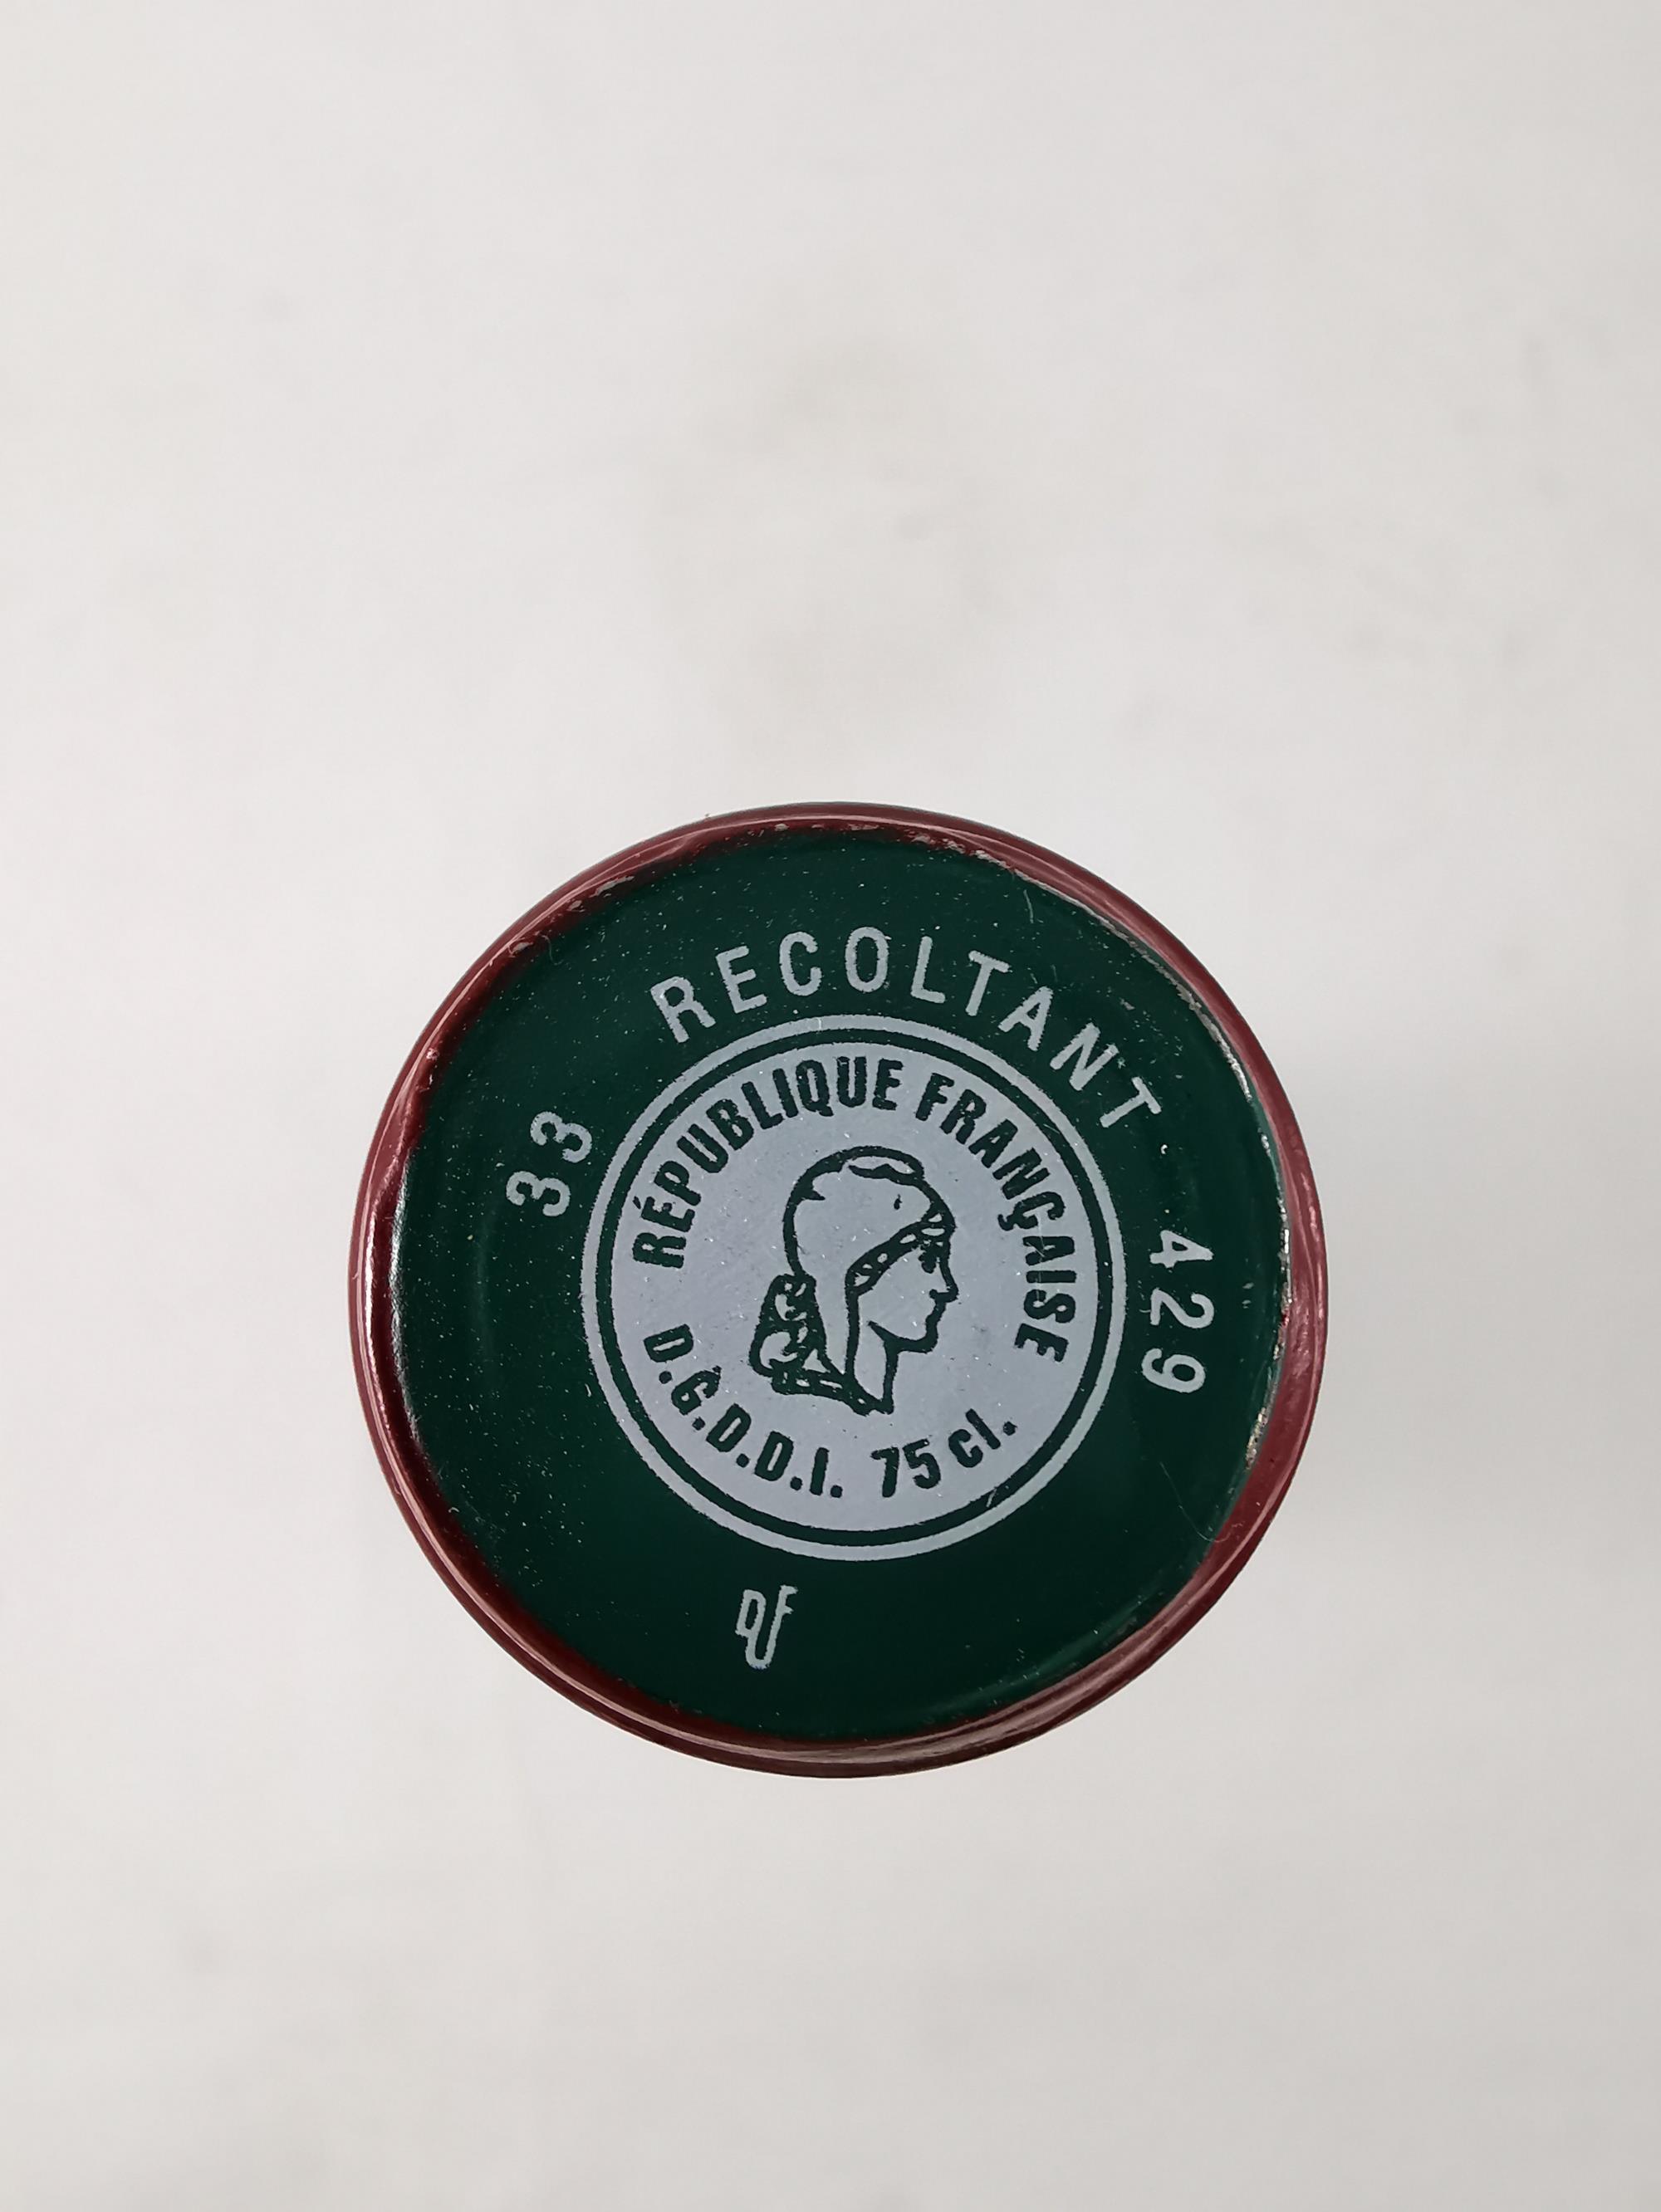 33 RECOLTANT 429
RÉPUBLIQUE FRANÇAISE
D.G.D.D.I. 75 cl.